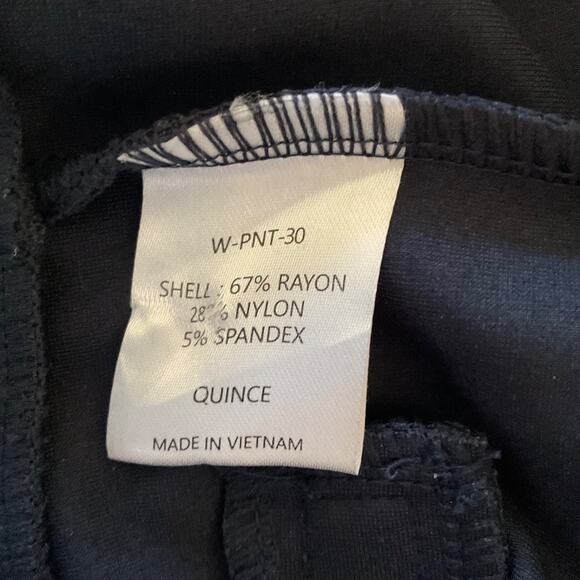 W-PNT-30
SHELL : 67% RAYON
28% NYLON
5% SPANDEX
QUINCE
MADE IN VIETNAM